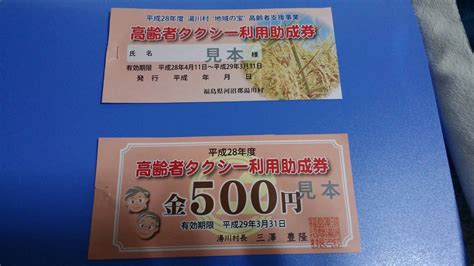 平成28年度 湯川村 “地域の宝” 高齢者支援事業
高齢者タクシー利用助成券
氏名 見本 様
有効期限 平成28年4月11日～平成29年3月31日
発行 平成 年 月 日
福島県河沼郡湯川村
平成28年度
高齢者タクシー利用助成券
金500円 見本
有効期限 平成29年3月31日
湯川村長 三澤 豊隆